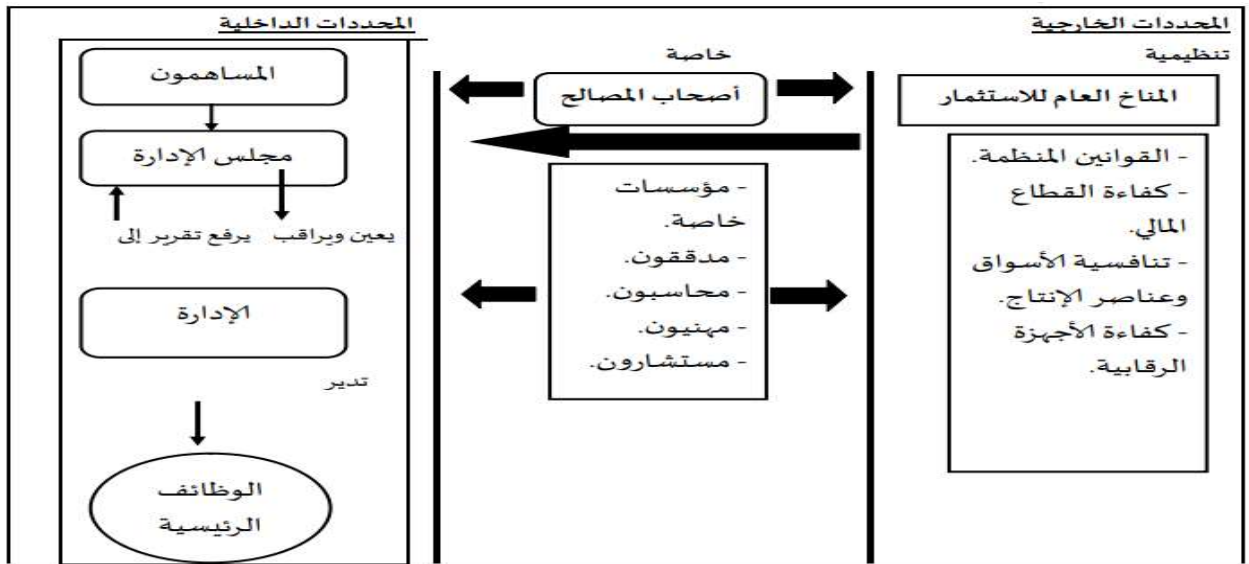 المحددات الخارجية
تنظيمية
المناخ العام للاستثمار
- القوانين المنظمة.
- كفاءة القطاع
المالي.
- تنافسية الأسواق
وعناصر الإنتاج.
- كفاءة الأجهزة
الرقابية.
خاصة
أصحاب المصالح
- مؤسسات
خاصة.
- مدققون.
- محاسبون.
- مهنيون.
- مستشارون.
المحددات الداخلية
المساهمون
مجلس الإدارة
يعين ويراقب
يرفع تقرير إلى
الإدارة
تدير
الوظائف
الرئيسية